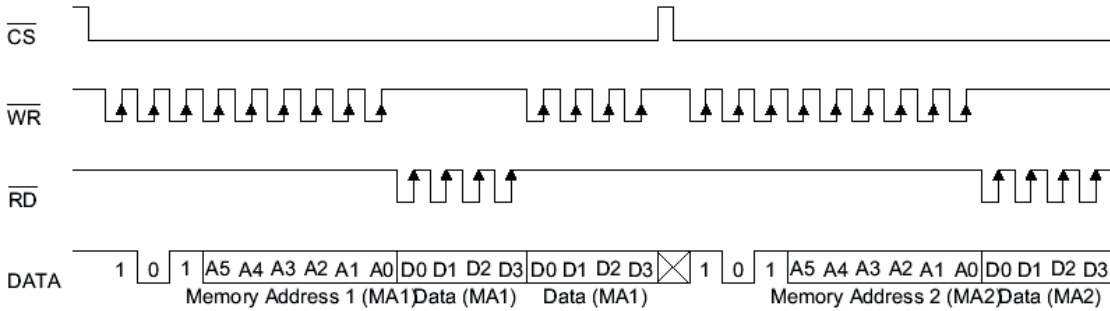 CS
WR
RD
DATA 1 0 1 A5 A4 A3 A2 A1 A0 D0 D1 D2 D3 D0 D1 D2 D3 1 0 1 A5 A4 A3 A2 A1 A0 D0 D1 D2 D3
Memory Address 1 (MA1) Data (MA1) Data (MA1) Memory Address 2 (MA2) Data (MA2)